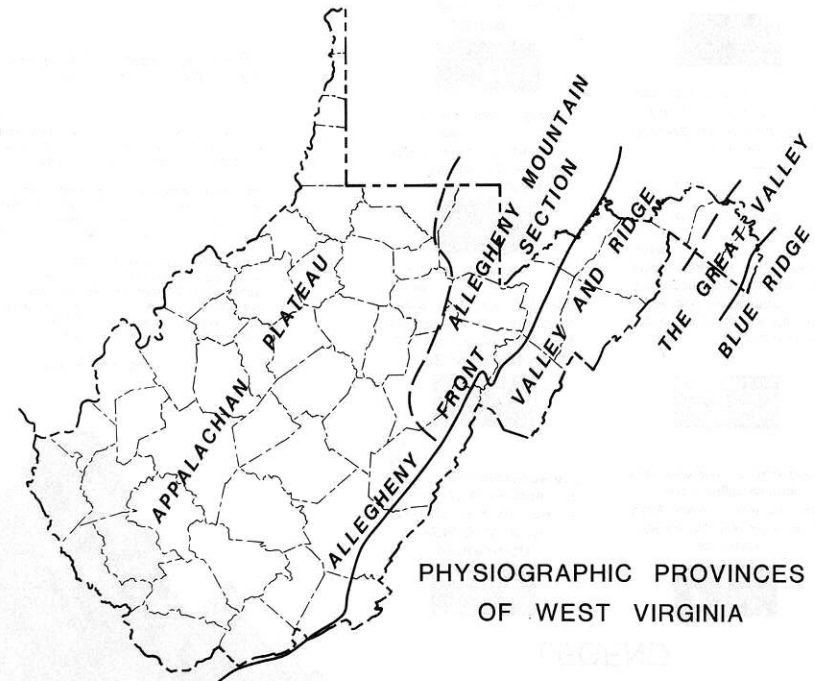 ALLEGHENY MOUNTAIN
SECTION
APPALACHIAN PLATEAU
ALLEGHENY FRONT
VALLEY AND RIDGE
THE GREAT VALLEY
BLUE RIDGE
PHYSIOGRAPHIC PROVINCES
OF WEST VIRGINIA